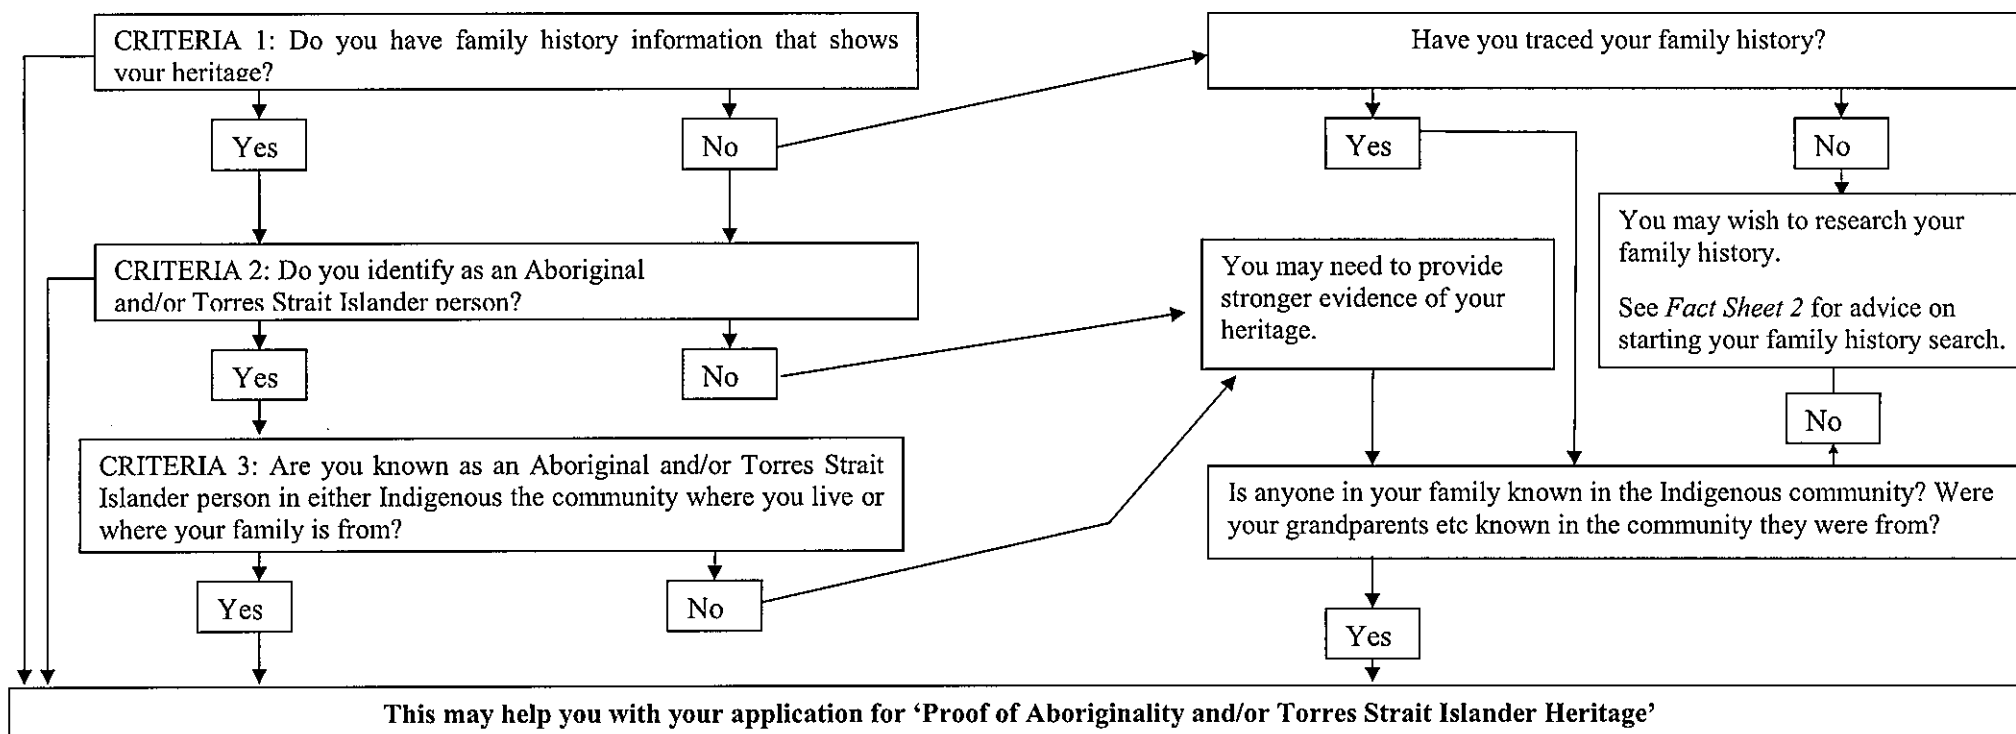 CRITERIA 1: Do you have family history information that shows
your heritage?
Yes
No
CRITERIA 2: Do you identify as an Aboriginal
and/or Torres Strait Islander person?
Yes
No
CRITERIA 3: Are you known as an Aboriginal and/or Torres Strait
Islander person in either Indigenous the community where you live or
where your family is from?
Yes
No
Have you traced your family history?
Yes
No
You may wish to research your
family history.
See Fact Sheet 2 for advice on
starting your family history search.
You may need to provide
stronger evidence of your
heritage.
No
Is anyone in your family known in the Indigenous community? Were
your grandparents etc known in the community they were from?
Yes
This may help you with your application for ‘Proof of Aboriginality and/or Torres Strait Islander Heritage’